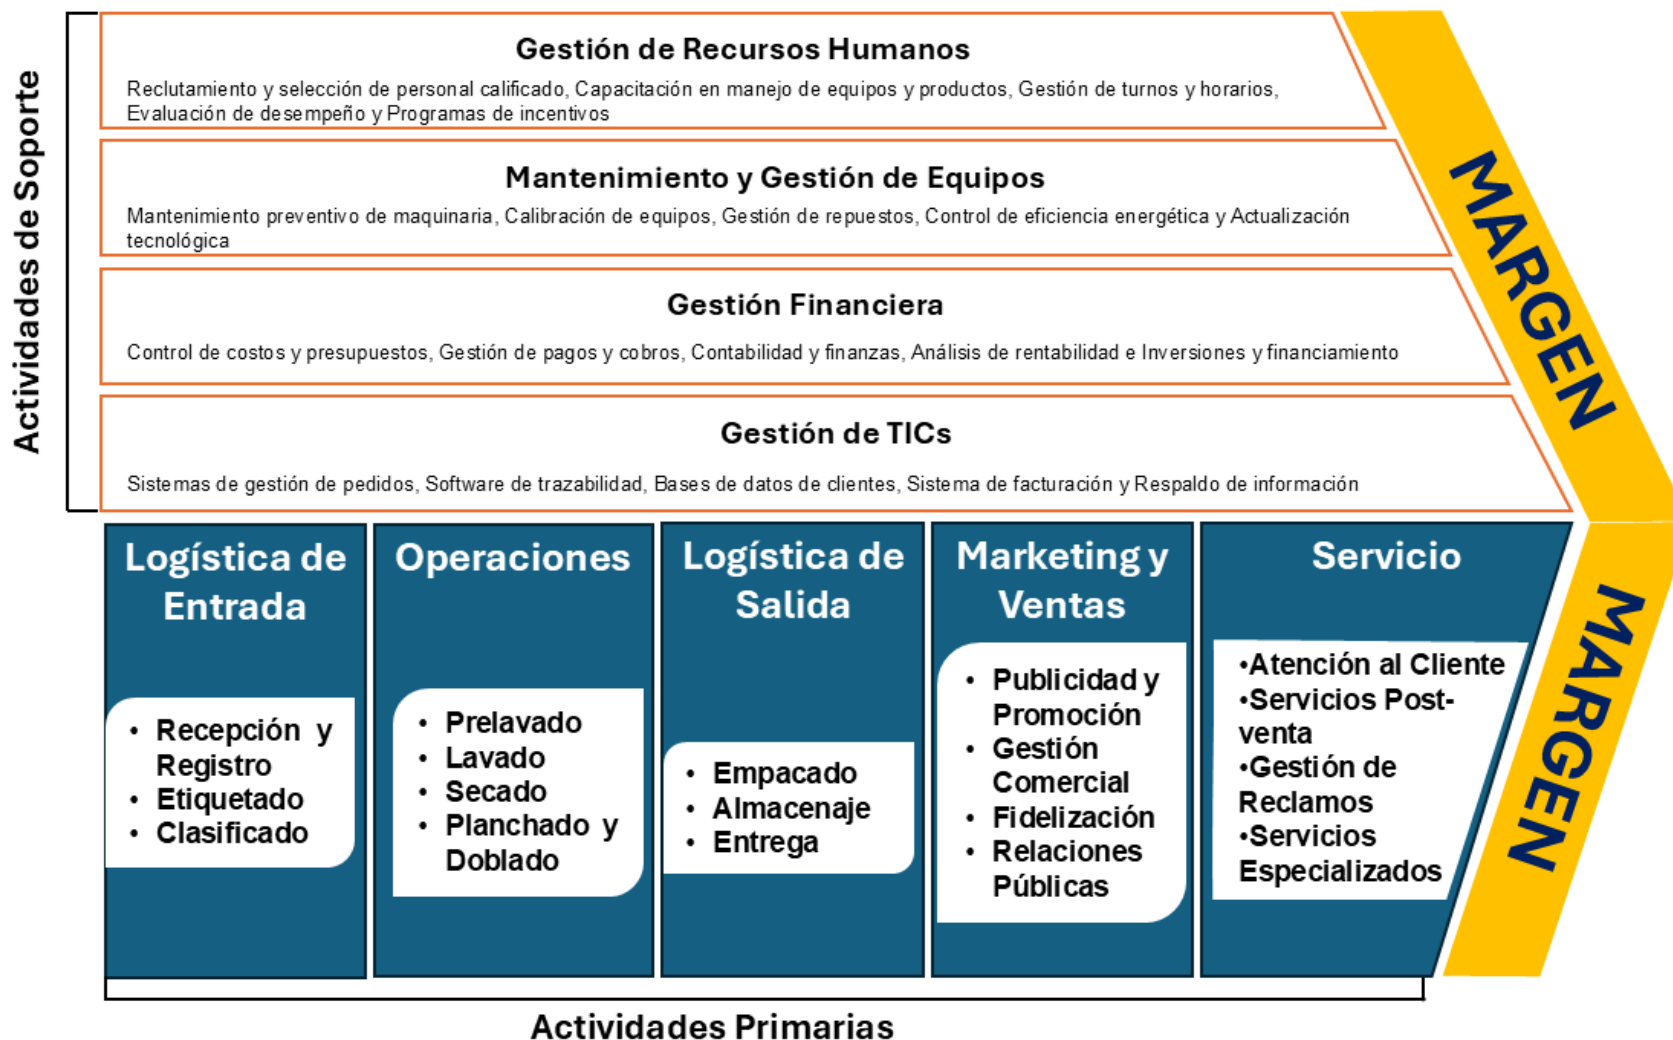 Actividades de Soporte
Gestión de Recursos Humanos
Reclutamiento y selección de personal calificado, Capacitación en manejo de equipos y productos, Gestión de turnos y horarios,
Evaluación de desempeño y Programas de incentivos
Mantenimiento y Gestión de Equipos
Mantenimiento preventivo de maquinaria, Calibración de equipos, Gestión de repuestos, Control de eficiencia energética y Actualización
tecnológica
Gestión Financiera
Control de costos y presupuestos, Gestión de pagos y cobros, Contabilidad y finanzas, Análisis de rentabilidad e Inversiones y financiamiento
Gestión de TICs
Sistemas de gestión de pedidos, Software de trazabilidad, Bases de datos de clientes, Sistema de facturación y Respaldo de información
MARGEN
Logística de
Entrada
• Recepción y
Registro
• Etiquetado
• Clasificado
Operaciones
• Prelavado
• Lavado
• Secado
• Planchado y
Doblado
Logística de
Salida
• Empacado
• Almacenaje
• Entrega
Marketing y
Ventas
• Publicidad y
Promoción
• Gestión
Comercial
• Fidelización
• Relaciones
Públicas
Servicio
•Atención al Cliente
•Servicios Post-
venta
•Gestión de
Reclamos
•Servicios
Especializados
MARGEN
Actividades Primarias